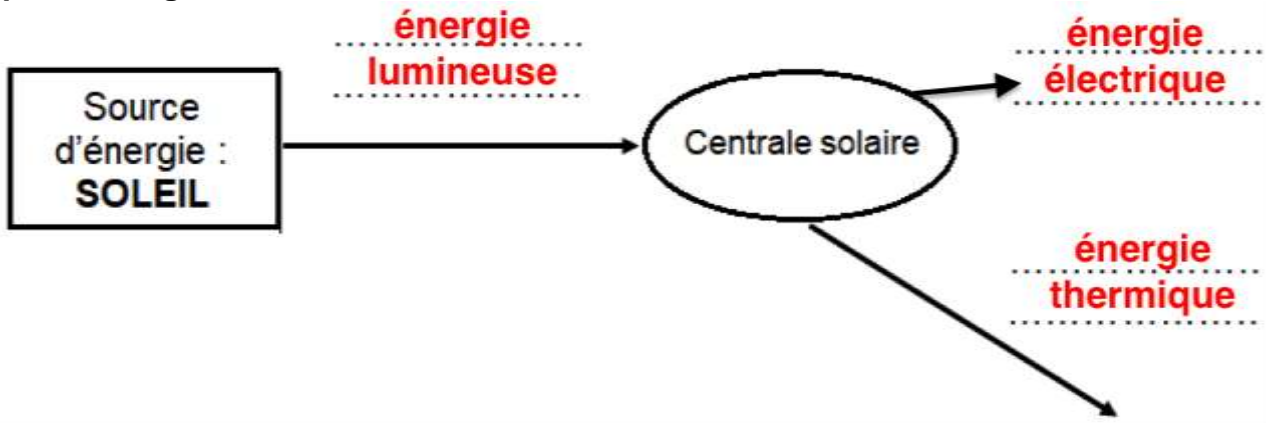 énergie
lumineuse
énergie
électrique
Source
d'énergie :
SOLEIL
Centrale solaire
énergie
thermique